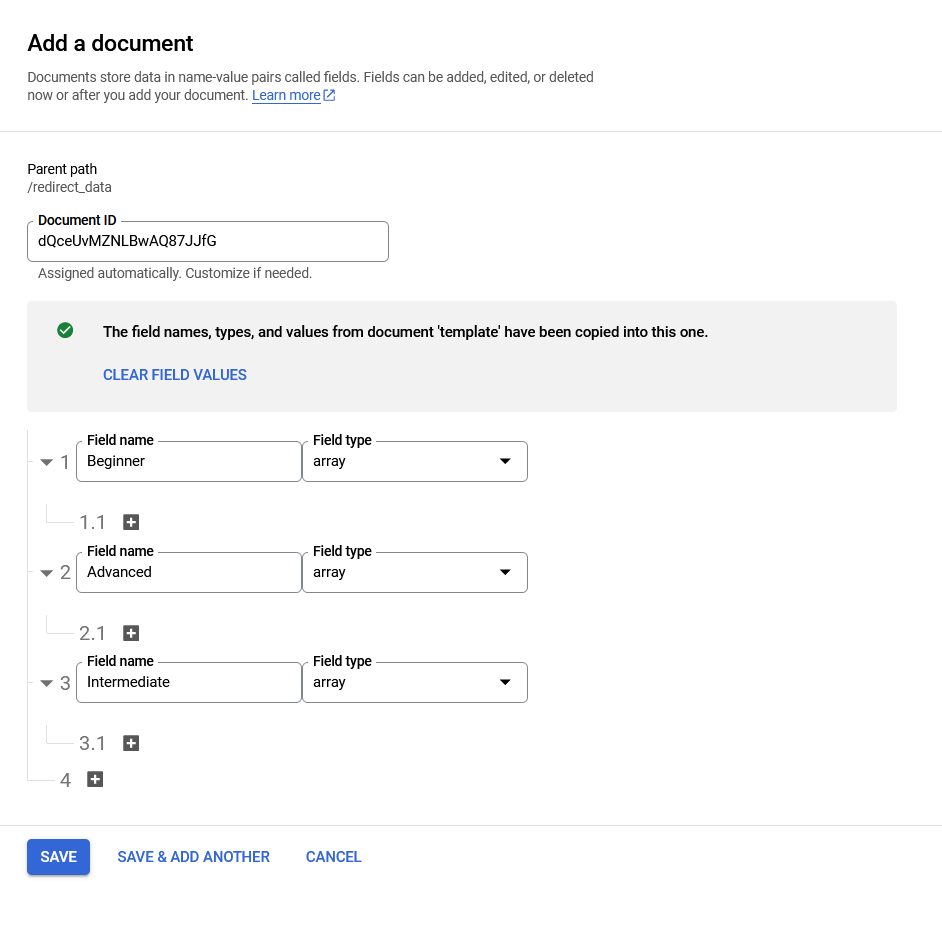 Add a document
Documents store data in name-value pairs called fields. Fields can be added, edited, or deleted
now or after you add your document. Learn more
Parent path
/redirect_data
Document ID
dQceUvMZNLBwAQ87JJfG
Assigned automatically. Customize if needed.
The field names, types, and values from document 'template' have been copied into this one.
CLEAR FIELD VALUES
Field name Field type
1 Beginner array
1.1
Field name Field type
2 Advanced array
2.1
Field name Field type
3 Intermediate array
3.1
4
SAVE SAVE & ADD ANOTHER CANCEL